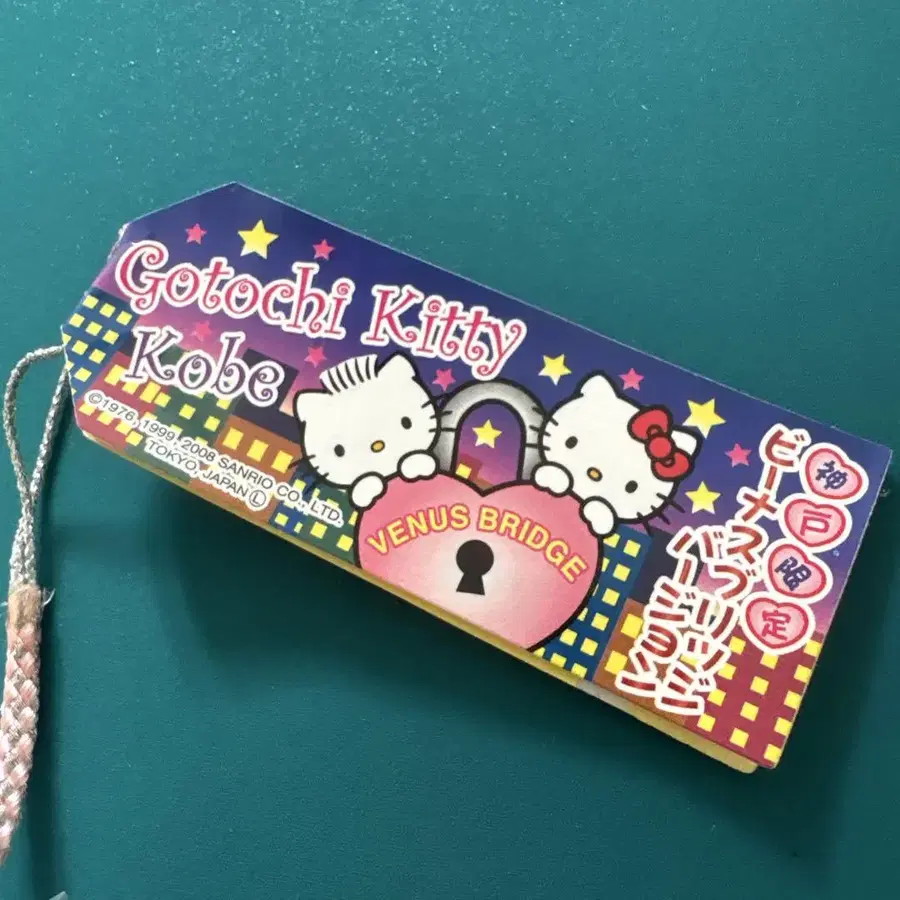 Gotochi Kitty
Kobe
©1976, 1999, 2008 SANRIO CO., LTD.
TOKYO, JAPAN Ⓛ
VENUS BRIDGE
神戸限定
ビーナスブリッジ
バージョン